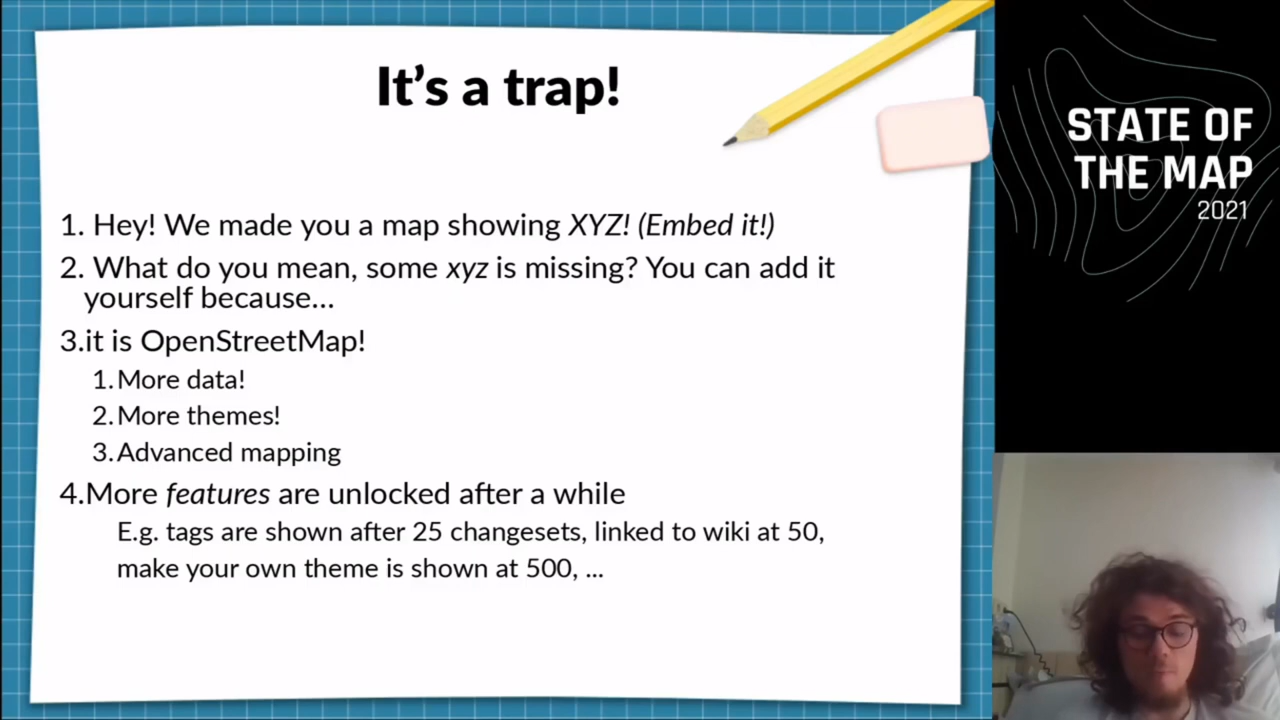 It's a trap!
1. Hey! We made you a map showing XYZ! (Embed it!)
2. What do you mean, some xyz is missing? You can add it
yourself because...
3.it is OpenStreetMap!
1.More data!
2.More themes!
3.Advanced mapping
4.More features are unlocked after a while
E.g. tags are shown after 25 changesets, linked to wiki at 50,
make your own theme is shown at 500, ...
STATE OF
THE MAP
2021